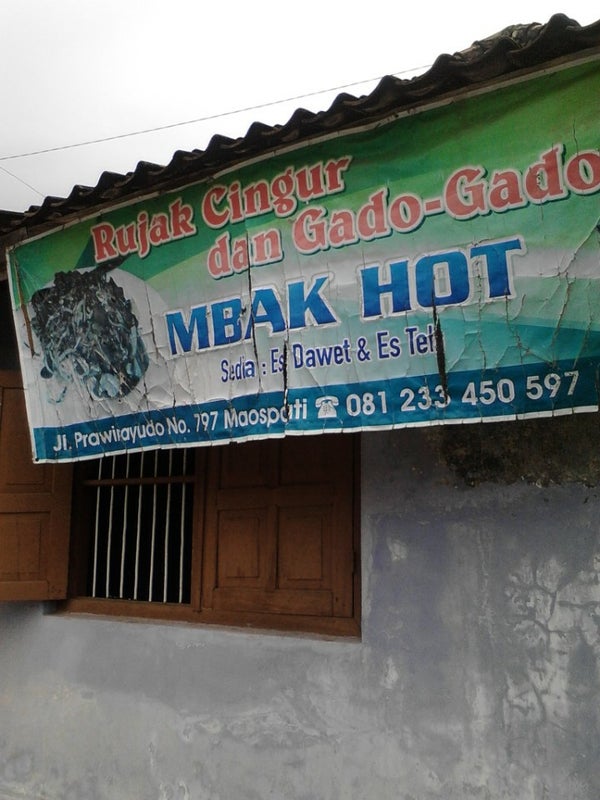 Rujak Cingur
dan Gado-Gado
MBAK HOT
Sedia : Es Dawet & Es Teh
Jl. Prawirayudo No. 797 Maospati ☎ 081 233 450 597